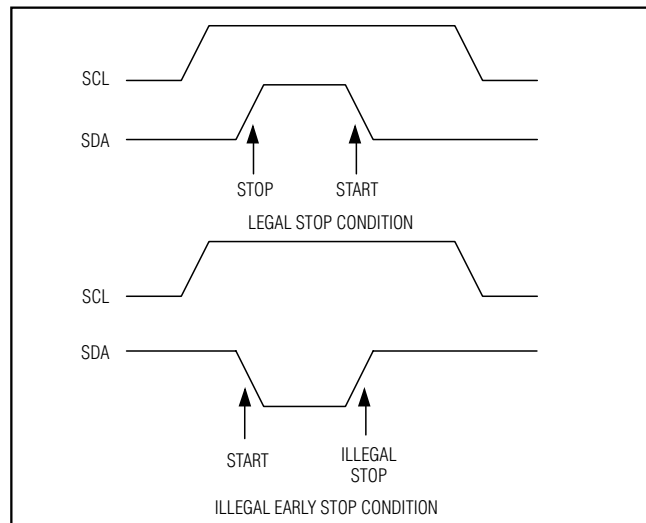 SCL
SDA
STOP START
LEGAL STOP CONDITION
SCL
SDA
START ILLEGAL
STOP
ILLEGAL EARLY STOP CONDITION